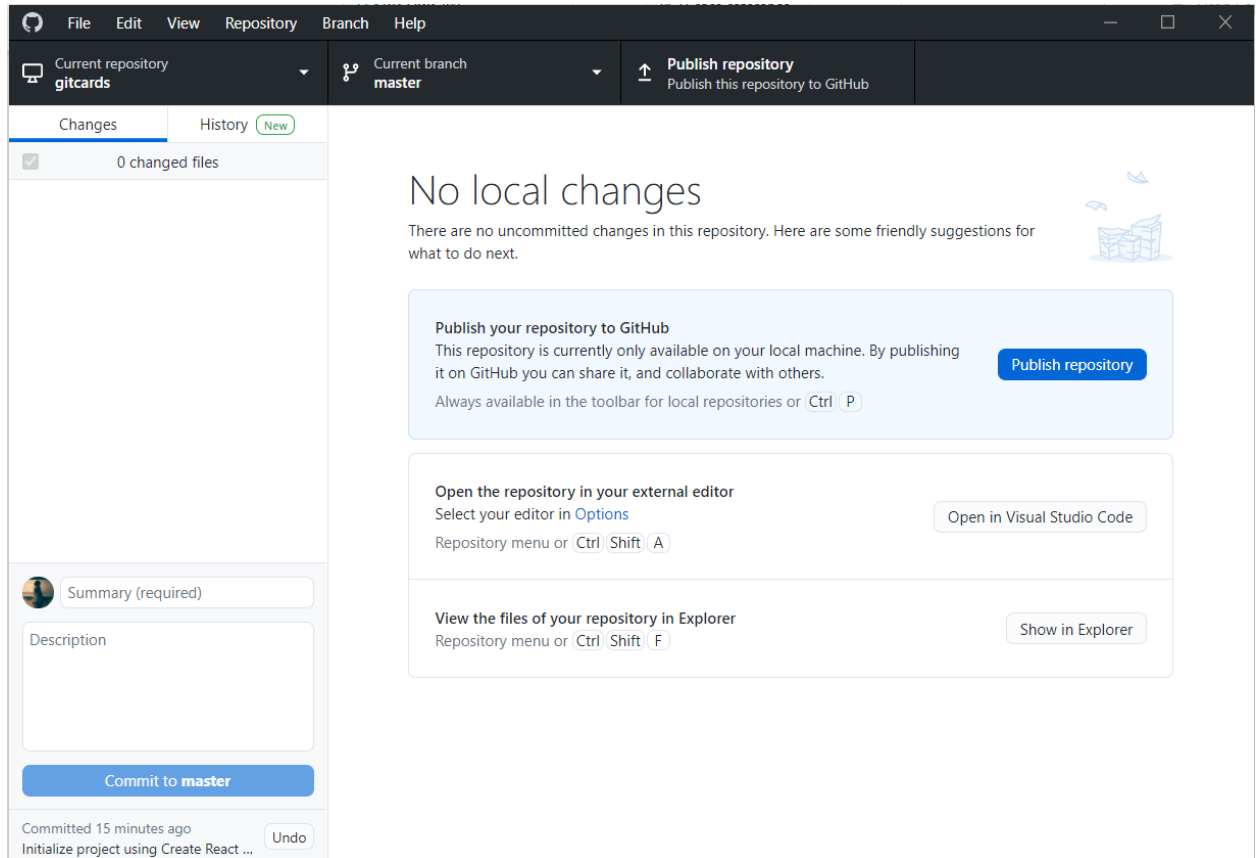 File Edit View Repository Branch Help
Current repository
gitcards
Current branch
master
Publish repository
Publish this repository to GitHub
Changes
History New
0 changed files
No local changes
There are no uncommitted changes in this repository. Here are some friendly suggestions for
what to do next.
Publish your repository to GitHub
This repository is currently only available on your local machine. By publishing
it on GitHub you can share it, and collaborate with others.
Always available in the toolbar for local repositories or Ctrl P
Publish repository
Open the repository in your external editor
Select your editor in Options
Repository menu or Ctrl Shift A
Open in Visual Studio Code
View the files of your repository in Explorer
Repository menu or Ctrl Shift F
Show in Explorer
Summary (required)
Description
Commit to master
Committed 15 minutes ago
Initialize project using Create React ...
Undo